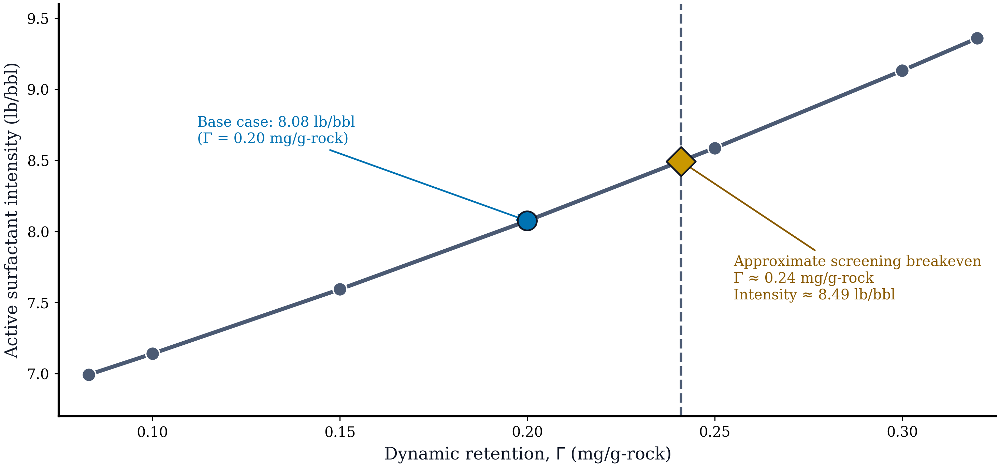 9.5
9.0
8.5
8.0
7.5
7.0
Active surfactant intensity (lb/bbl)
Base case: 8.08 lb/bbl
(Γ = 0.20 mg/g-rock)
Approximate screening breakeven
Γ ≈ 0.24 mg/g-rock
Intensity ≈ 8.49 lb/bbl
0.10 0.15 0.20 0.25 0.30
Dynamic retention, Γ (mg/g-rock)